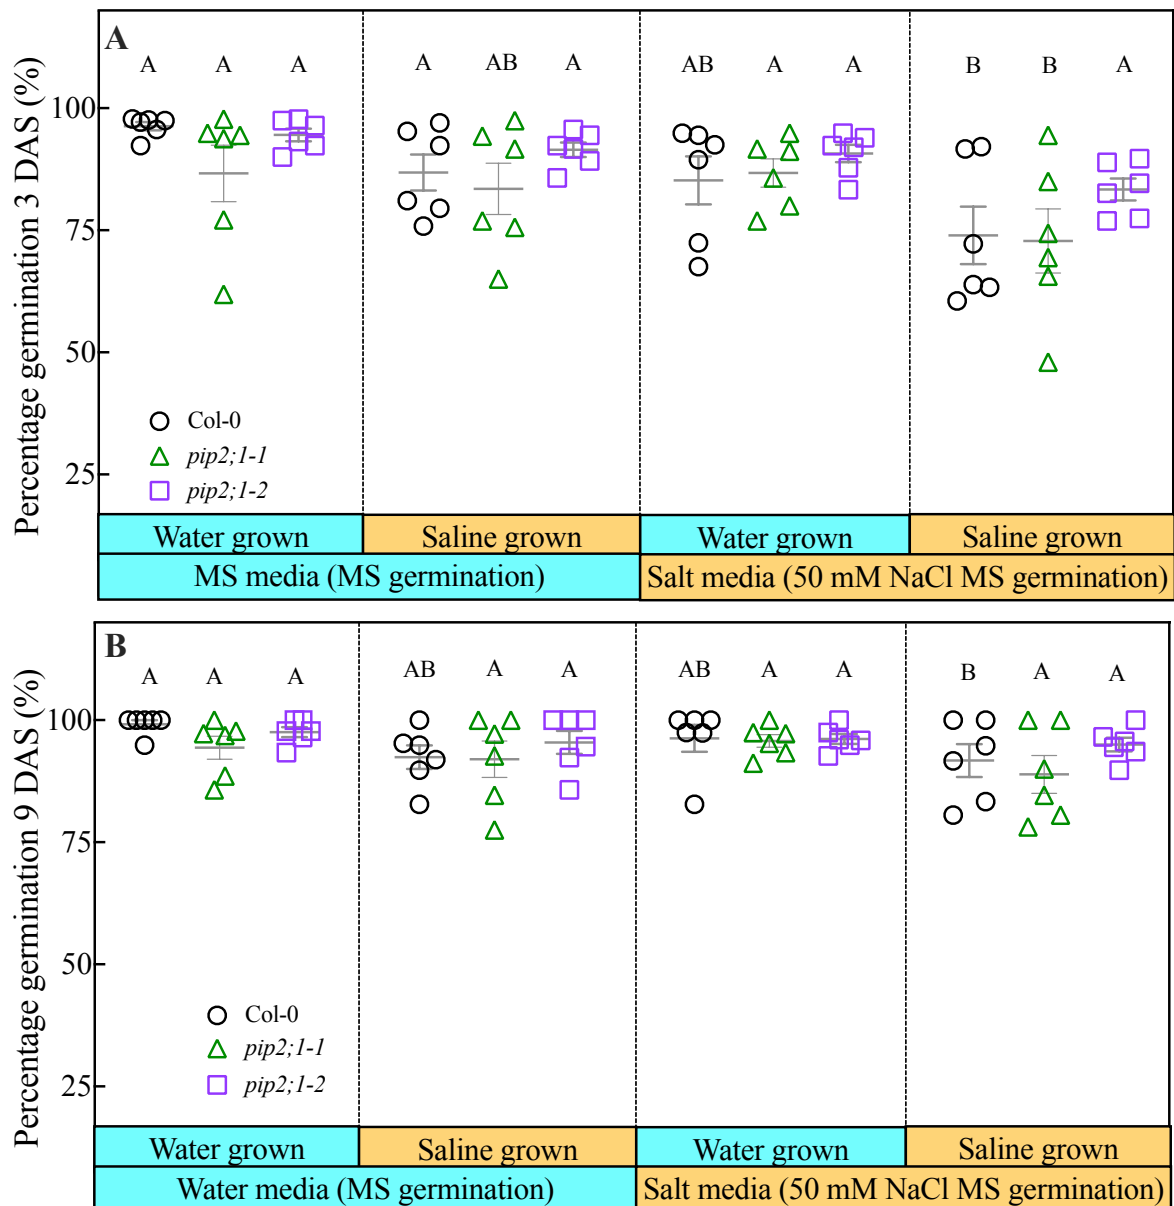 A
A A A A AB A AB A A B B A
Percentage germination 3 DAS (%)
100
75
50
25
Col-0
pip2;1-1
pip2;1-2
Water grown Saline grown Water grown Saline grown
MS media (MS germination) Salt media (50 mM NaCl MS germination)
B
A A A AB A A AB A A B A A
Percentage germination 9 DAS (%)
100
75
50
25
Col-0
pip2;1-1
pip2;1-2
Water grown Saline grown Water grown Saline grown
Water media (MS germination) Salt media (50 mM NaCl MS germination)